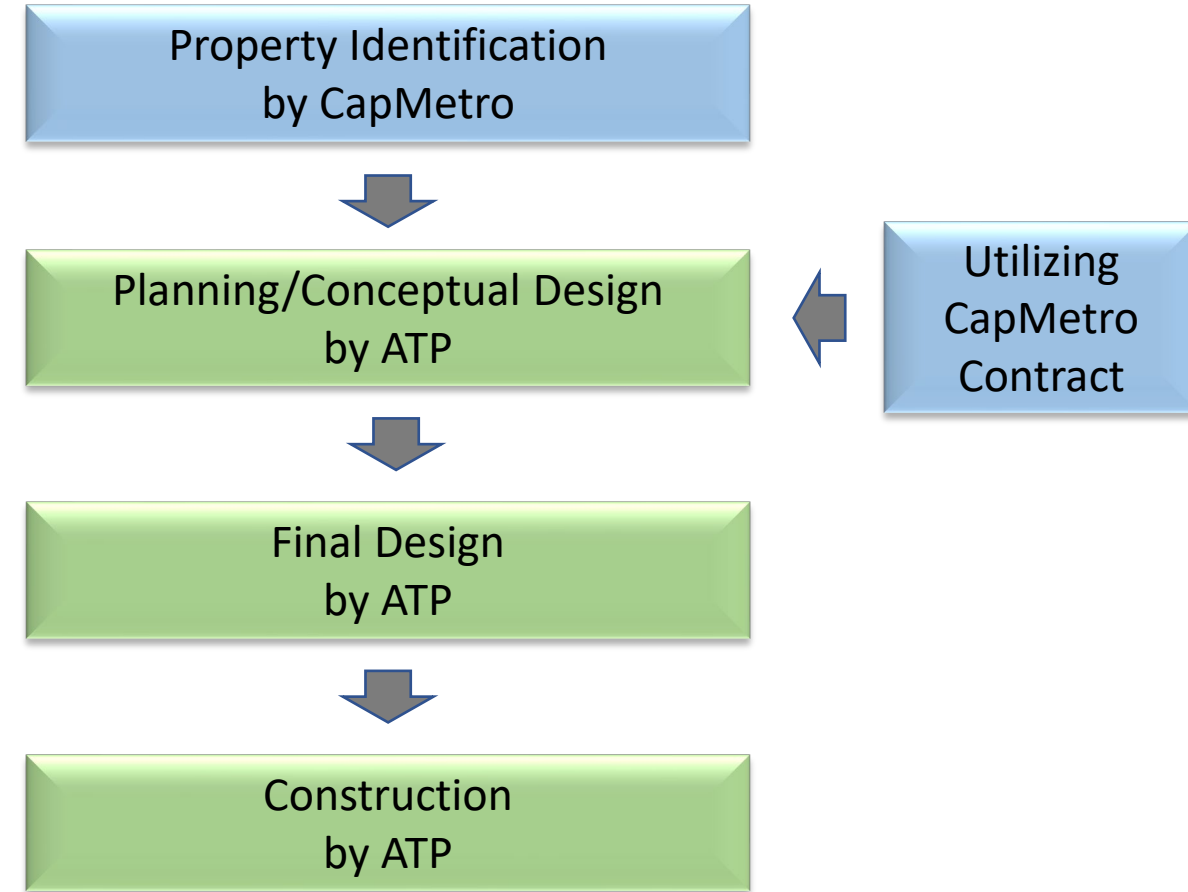 Property Identification
by CapMetro
Planning/Conceptual Design
by ATP
Utilizing
CapMetro
Contract
Final Design
by ATP
Construction
by ATP